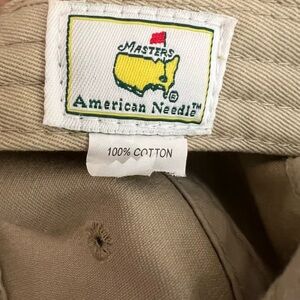 MASTERS
®
American Needle™
100% COTTON